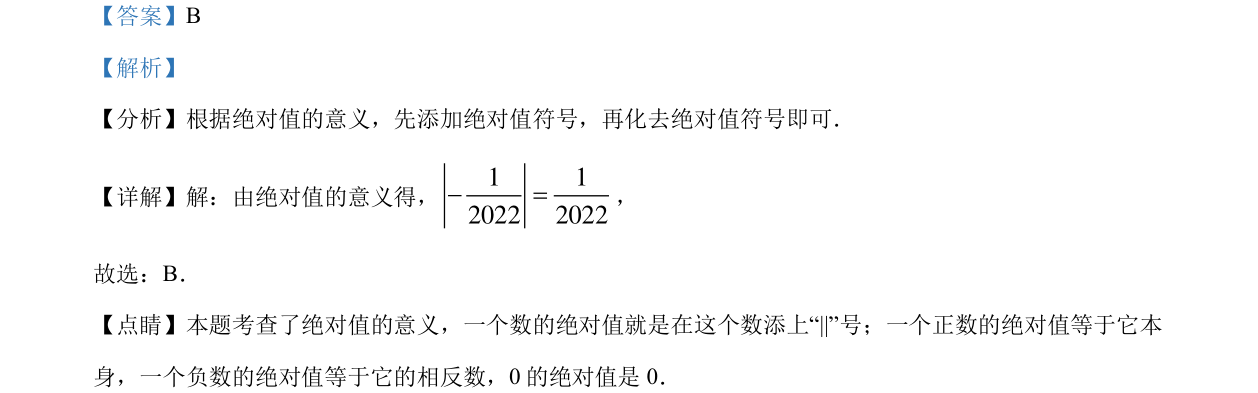 【答案】B
【解析】
【分析】根据绝对值的意义，先添加绝对值符号，再化去绝对值符号即可．
【详解】解：由绝对值的意义得，$\left|-\frac{1}{2022}\right|=\frac{1}{2022}$，
故选：B．
【点睛】本题考查了绝对值的意义，一个数的绝对值就是在这个数添上“||”号；一个正数的绝对值等于它本
身，一个负数的绝对值等于它的相反数，0 的绝对值是 0．